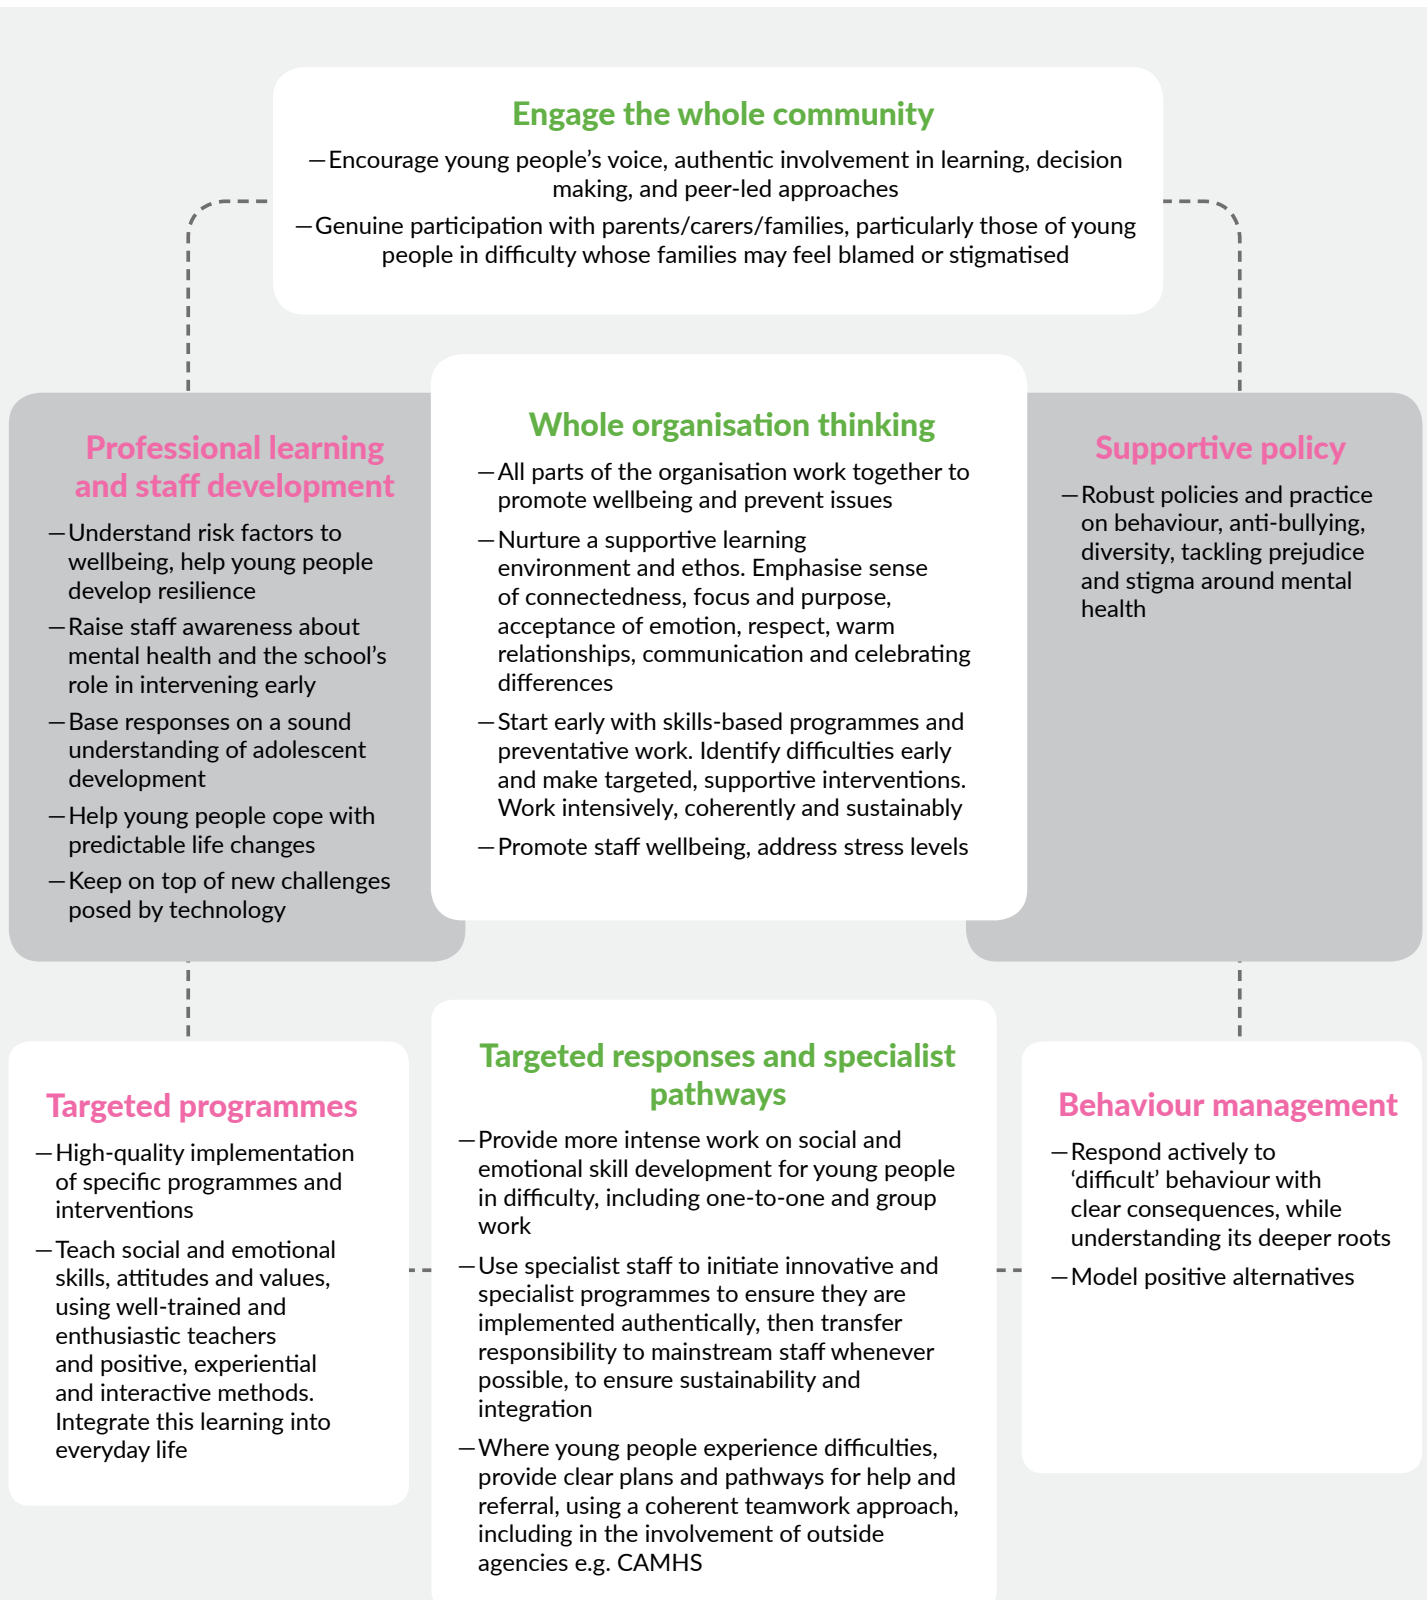 Engage the whole community
—Encourage young people’s voice, authentic involvement in learning, decision
making, and peer-led approaches
—Genuine participation with parents/carers/families, particularly those of young
people in difficulty whose families may feel blamed or stigmatised
Professional learning
and staff development
—Understand risk factors to
wellbeing, help young people
develop resilience
—Raise staff awareness about
mental health and the school’s
role in intervening early
—Base responses on a sound
understanding of adolescent
development
—Help young people cope with
predictable life changes
—Keep on top of new challenges
posed by technology
Whole organisation thinking
—All parts of the organisation work together to
promote wellbeing and prevent issues
—Nurture a supportive learning
environment and ethos. Emphasise sense
of connectedness, focus and purpose,
acceptance of emotion, respect, warm
relationships, communication and celebrating
differences
—Start early with skills-based programmes and
preventative work. Identify difficulties early
and make targeted, supportive interventions.
Work intensively, coherently and sustainably
—Promote staff wellbeing, address stress levels
Supportive policy
—Robust policies and practice
on behaviour, anti-bullying,
diversity, tackling prejudice
and stigma around mental
health
Targeted programmes
—High-quality implementation
of specific programmes and
interventions
—Teach social and emotional
skills, attitudes and values,
using well-trained and
enthusiastic teachers
and positive, experiential
and interactive methods.
Integrate this learning into
everyday life
Targeted responses and specialist
pathways
—Provide more intense work on social and
emotional skill development for young people
in difficulty, including one-to-one and group
work
—Use specialist staff to initiate innovative and
specialist programmes to ensure they are
implemented authentically, then transfer
responsibility to mainstream staff whenever
possible, to ensure sustainability and
integration
—Where young people experience difficulties,
provide clear plans and pathways for help and
referral, using a coherent teamwork approach,
including in the involvement of outside
agencies e.g. CAMHS
Behaviour management
—Respond actively to
‘difficult’ behaviour with
clear consequences, while
understanding its deeper roots
—Model positive alternatives